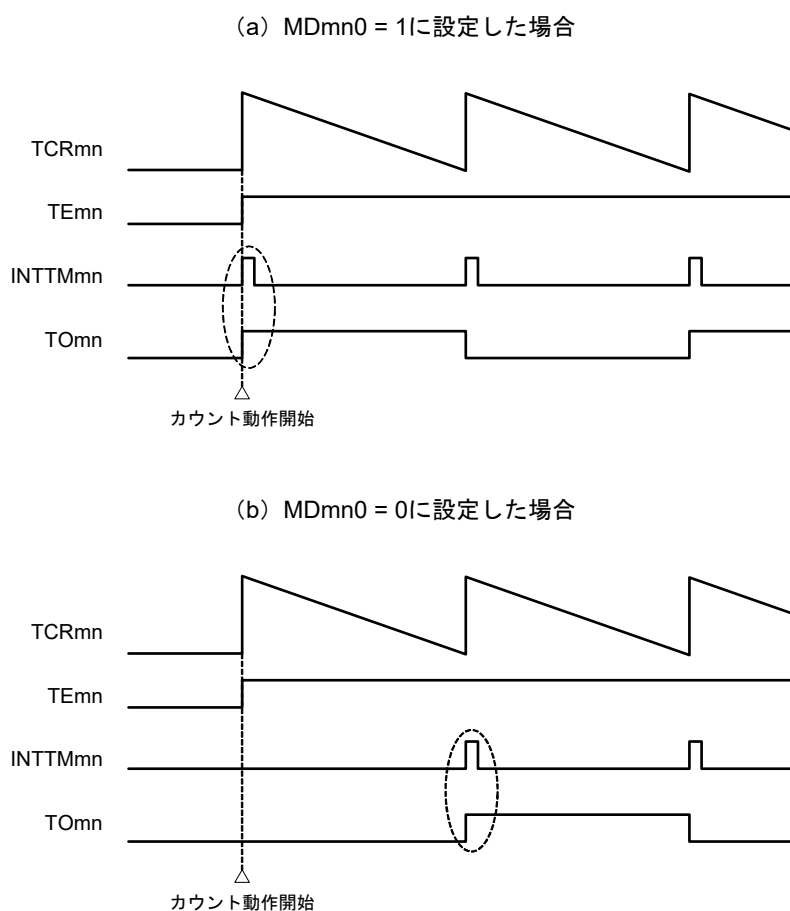 （a）MDmn0 = 1に設定した場合
TCRmn
TEmn
INTTMmn
TOmn
カウント動作開始
（b）MDmn0 = 0に設定した場合
TCRmn
TEmn
INTTMmn
TOmn
カウント動作開始